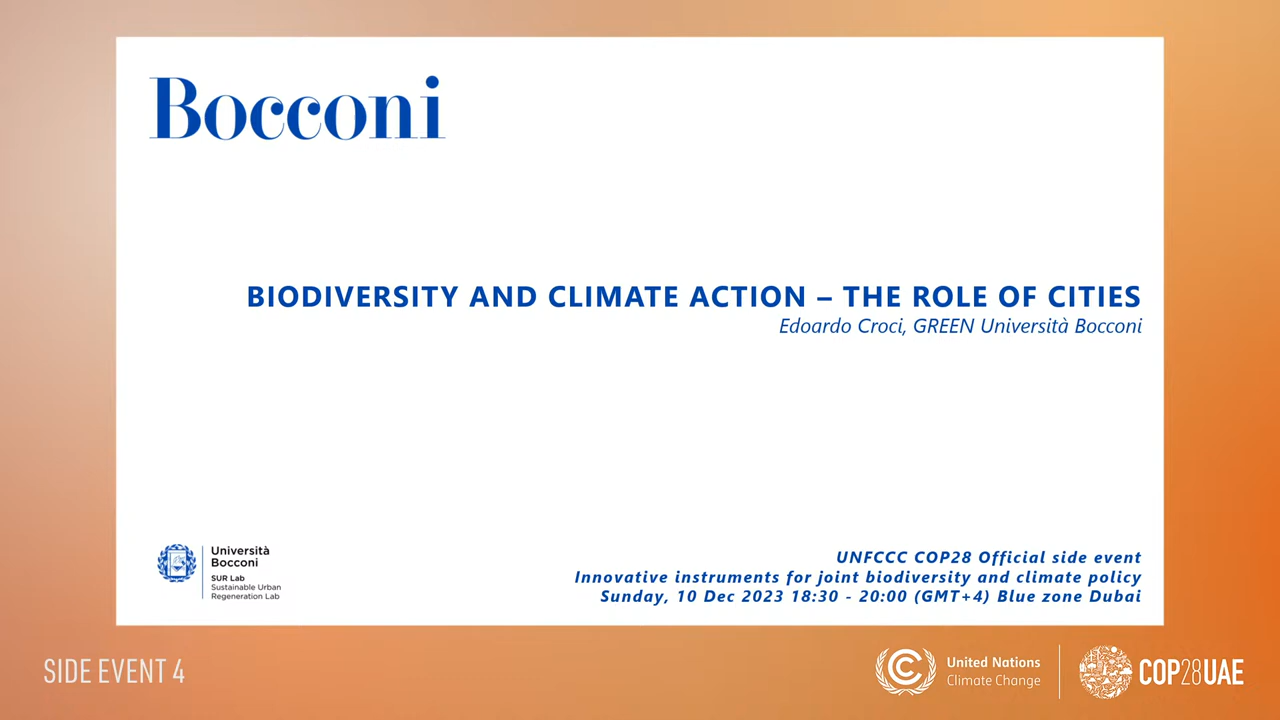 Bocconi
BIODIVERSITY AND CLIMATE ACTION – THE ROLE OF CITIES
Edoardo Croci, GREEN Università Bocconi
Università
Bocconi
SUR Lab
Sustainable Urban
Regeneration Lab
UNFCCC COP28 Official side event
Innovative instruments for joint biodiversity and climate policy
Sunday, 10 Dec 2023 18:30 - 20:00 (GMT+4) Blue zone Dubai
SIDE EVENT 4
United Nations
Climate Change
COP28UAE